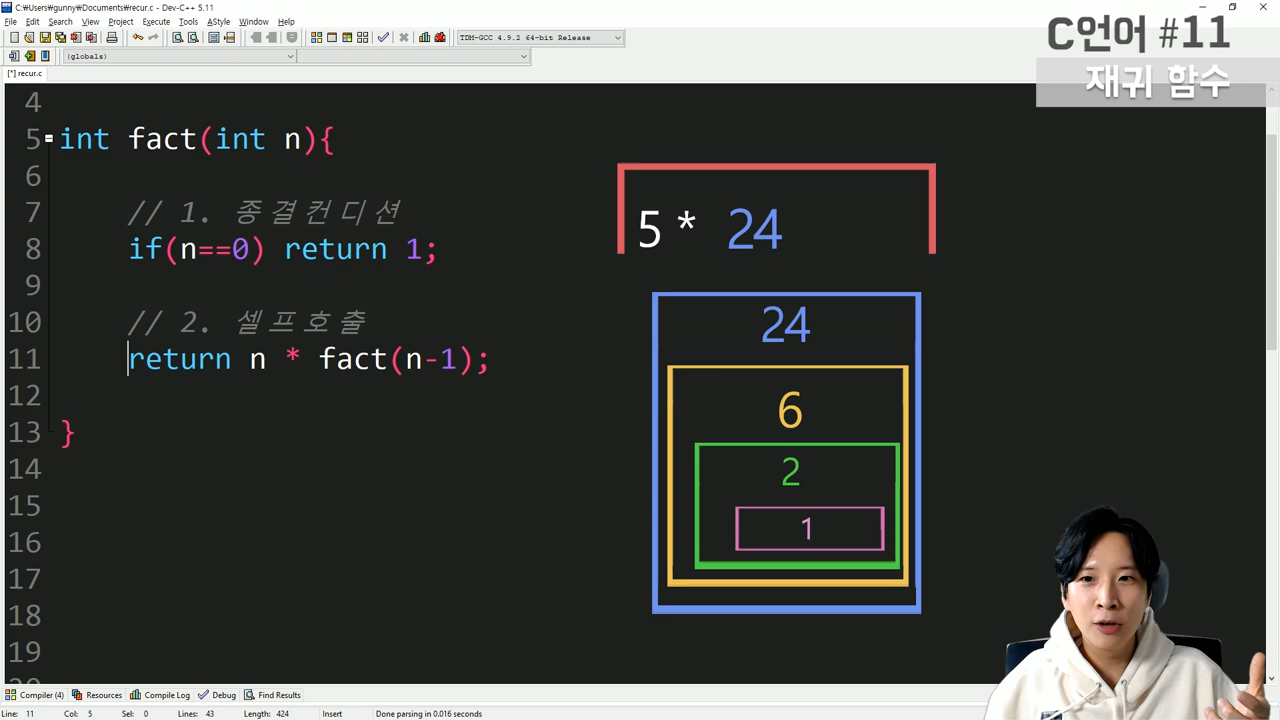 C:₩Users₩gunny₩Documents₩recur.c - Dev-C++ 5.11
File Edit Search View Project Execute Tools AStyle Window Help
TDM-GCC 4.9.2 64-bit Release
(globals)
[*] recur.c
C언어 #11
재귀 함수
4
5 int fact(int n){
6
7 // 1. 종결컨디션
8 if(n==0) return 1;
9
10 // 2. 셀프호출
11 return n * fact(n-1);
12
13 }
14
15
16
17
18
19
5 * 24
24
6
2
1
Compiler (4) Resources Compile Log Debug Find Results
Line: 11 Col: 5 Sel: 0 Lines: 43 Length: 424 Insert Done parsing in 0.016 seconds